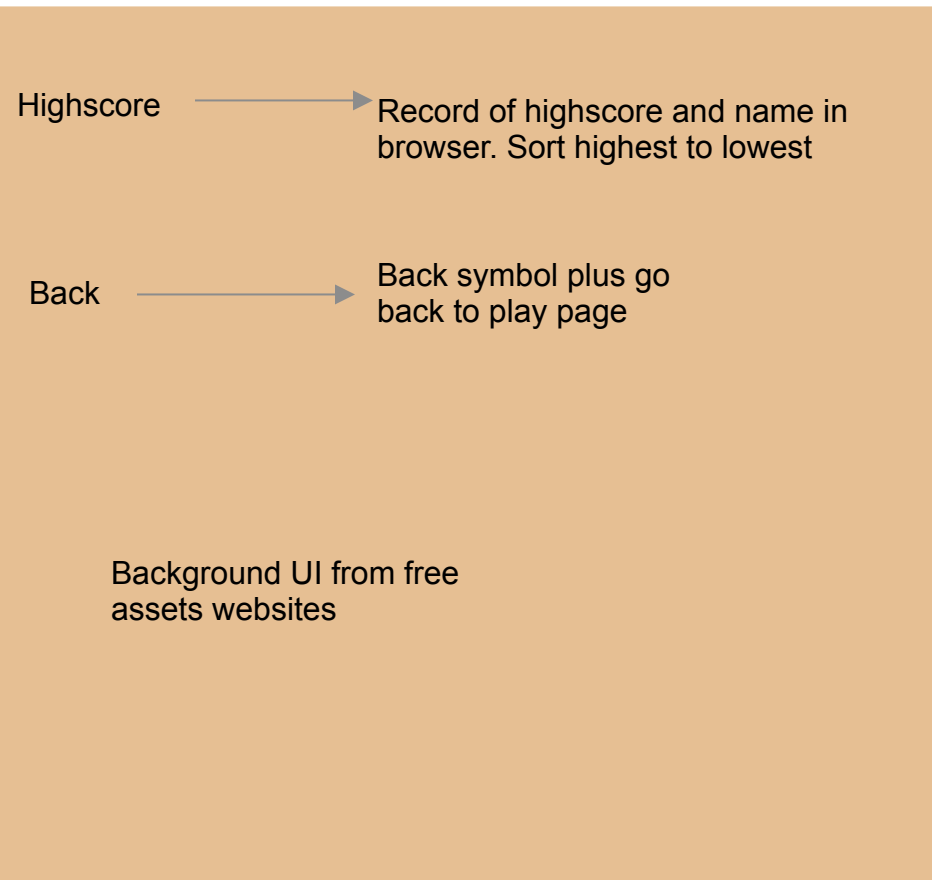 Highscore
Record of highscore and name in
browser. Sort highest to lowest
Back
Back symbol plus go
back to play page
Background UI from free
assets websites